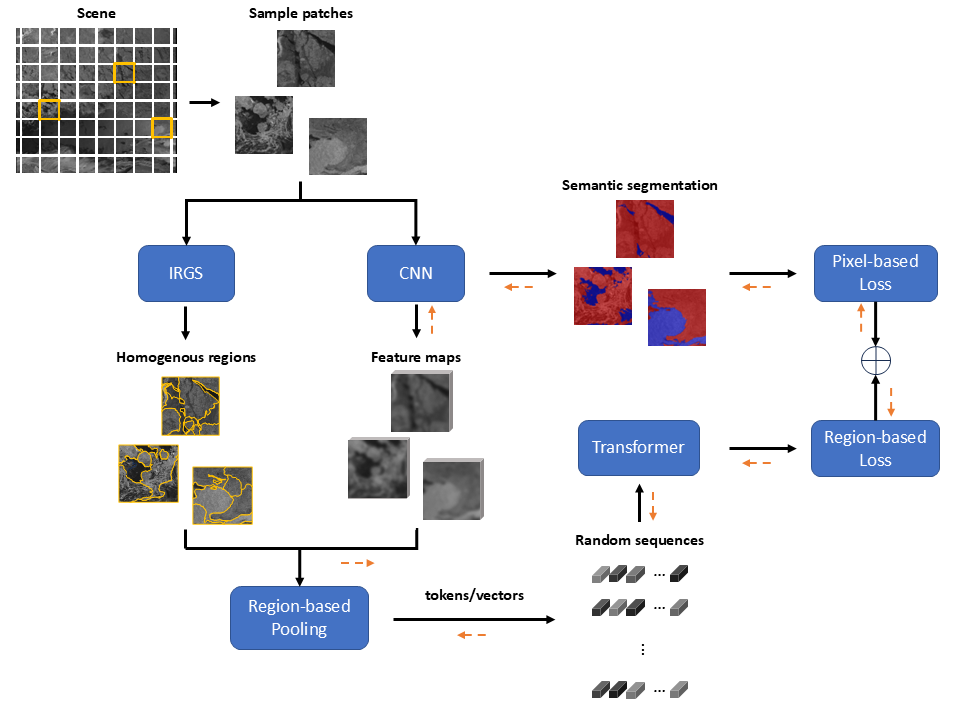 Scene
Sample patches
Semantic segmentation
IRGS
CNN
Pixel-based
Loss
Homogenous regions
Feature maps
Transformer
Region-based
Loss
Random sequences
...
...
...
...
Region-based
Pooling
tokens/vectors